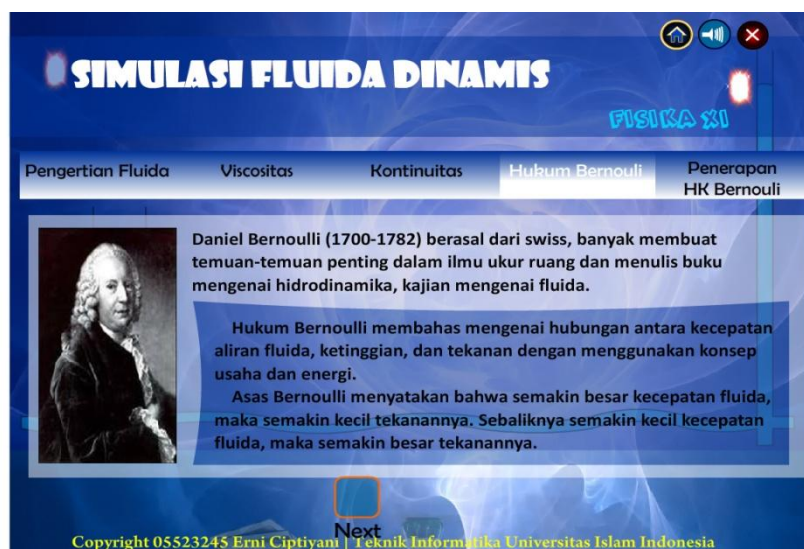 SIMULASI FLUIDA DINAMIS
FISIKA XI
Pengertian Fluida
Viscositas
Kontinuitas
Hukum Bernouli
Penerapan
HK Bernouli
Daniel Bernoulli (1700-1782) berasal dari swiss, banyak membuat
temuan-temuan penting dalam ilmu ukur ruang dan menulis buku
mengenai hidrodinamika, kajian mengenai fluida.
Hukum Bernoulli membahas mengenai hubungan antara kecepatan
aliran fluida, ketinggian, dan tekanan dengan menggunakan konsep
usaha dan energi.
Asas Bernoulli menyatakan bahwa semakin besar kecepatan fluida,
maka semakin kecil tekanannya. Sebaliknya semakin kecil kecepatan
fluida, maka semakin besar tekanannya.
Next
Copyright 05523245 Erni Ciptiyani | Teknik Informatika Universitas Islam Indonesia